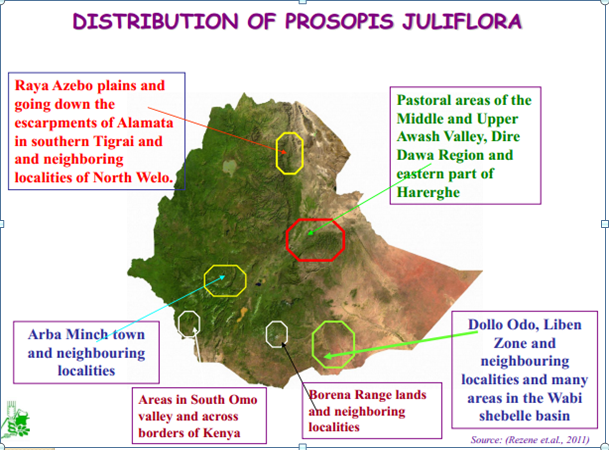 DISTRIBUTION OF PROSOPIS JULIFLORA
Raya Azebo plains and
going down the
escarpments of Alamata
in southern Tigrai and
and neighboring
localities of North Welo.
Pastoral areas of the
Middle and Upper
Awash Valley, Dire
Dawa Region and
eastern part of
Harerghe
Arba Minch town
and neighbouring
localities
Areas in South Omo
valley and across
borders of Kenya
Borena Range lands
and neighboring
localities
Dollo Odo, Liben
Zone and
neighbouring
localities and many
areas in the Wabi
shebelle basin
Source: (Rezene et.al., 2011)